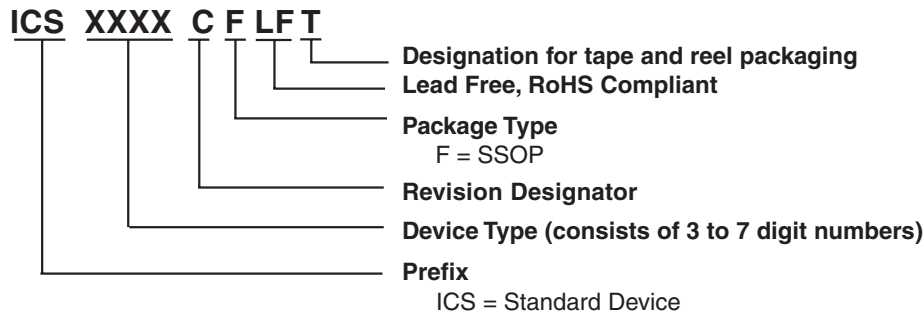 ICS XXXX C F LF T
Designation for tape and reel packaging
Lead Free, RoHS Compliant
Package Type
F = SSOP
Revision Designator
Device Type (consists of 3 to 7 digit numbers)
Prefix
ICS = Standard Device